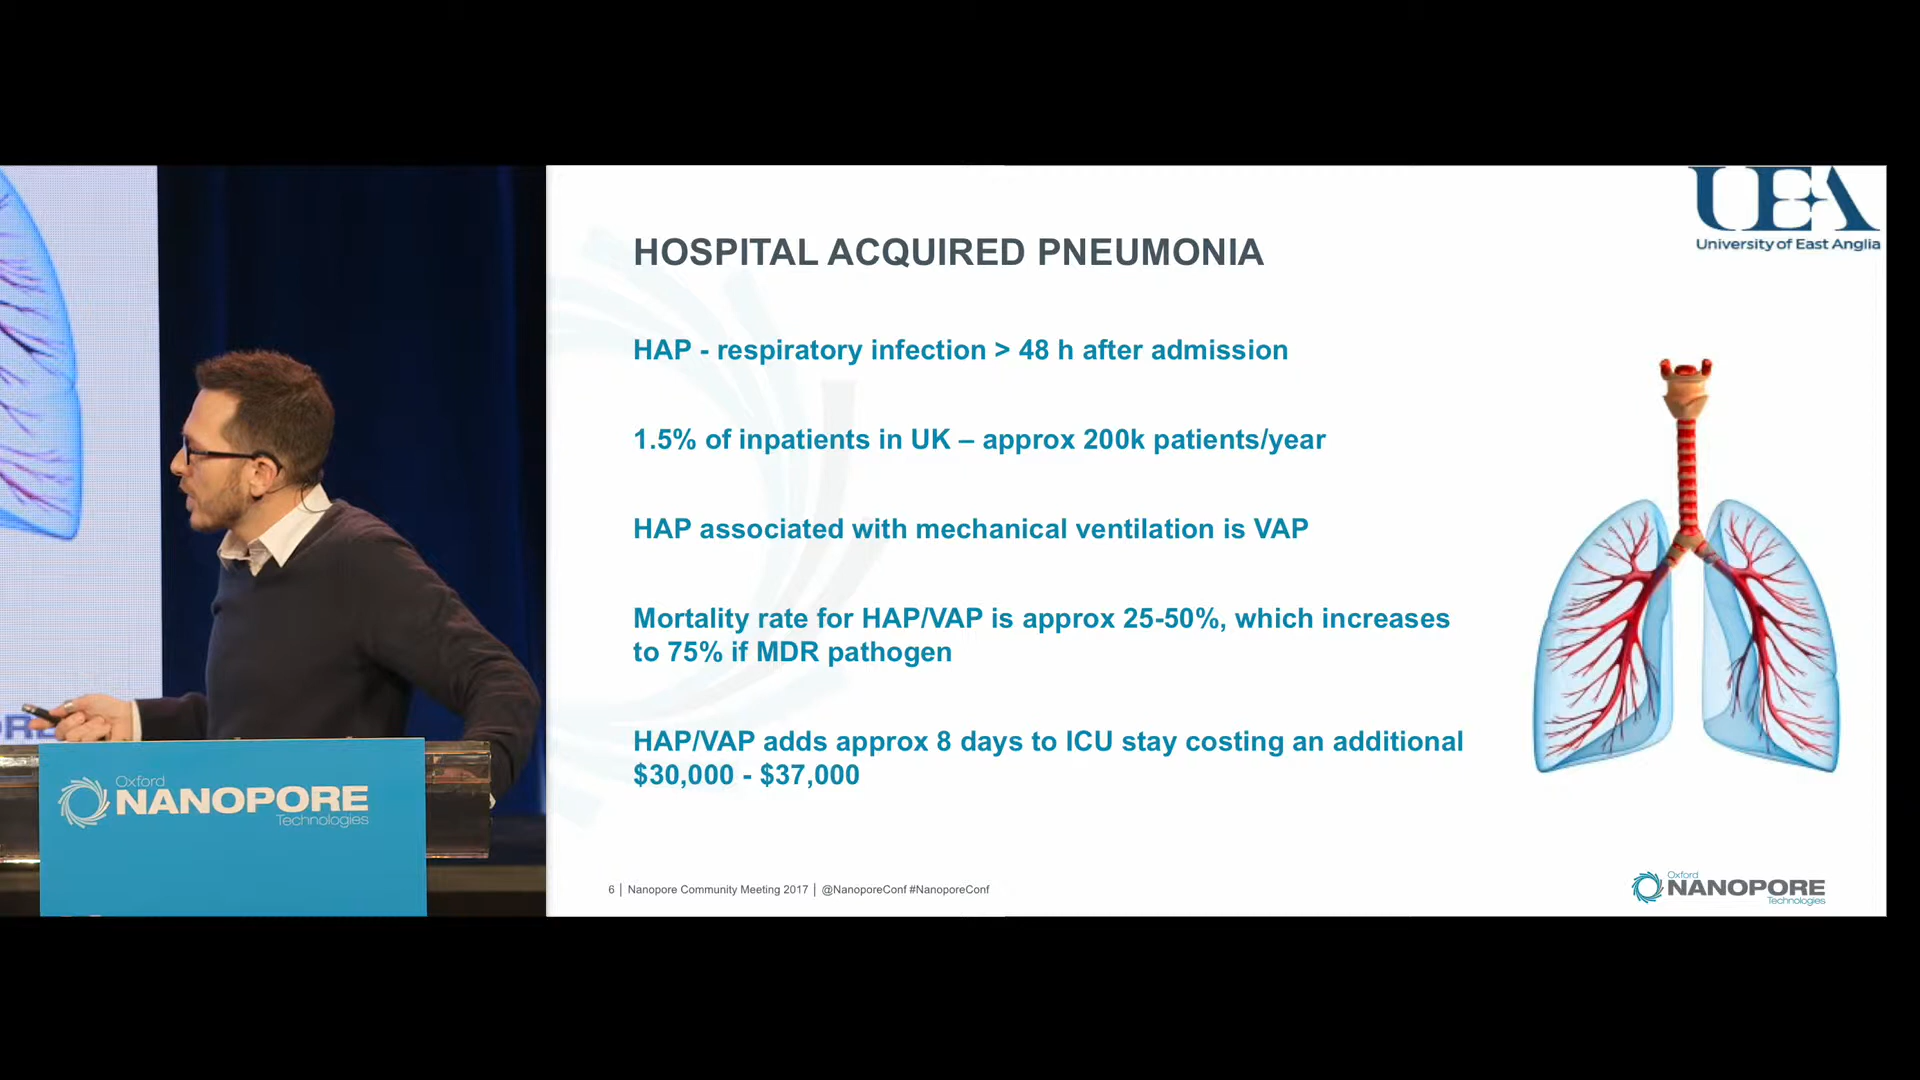 UEA
University of East Anglia
HOSPITAL ACQUIRED PNEUMONIA
HAP - respiratory infection > 48 h after admission
1.5% of inpatients in UK – approx 200k patients/year
HAP associated with mechanical ventilation is VAP
Mortality rate for HAP/VAP is approx 25-50%, which increases
to 75% if MDR pathogen
HAP/VAP adds approx 8 days to ICU stay costing an additional
$30,000 - $37,000
6 | Nanopore Community Meeting 2017 | @NanoporeConf #NanoporeConf
Oxford
NANOPORE
Technologies
Oxford
NANOPORE
Technologies